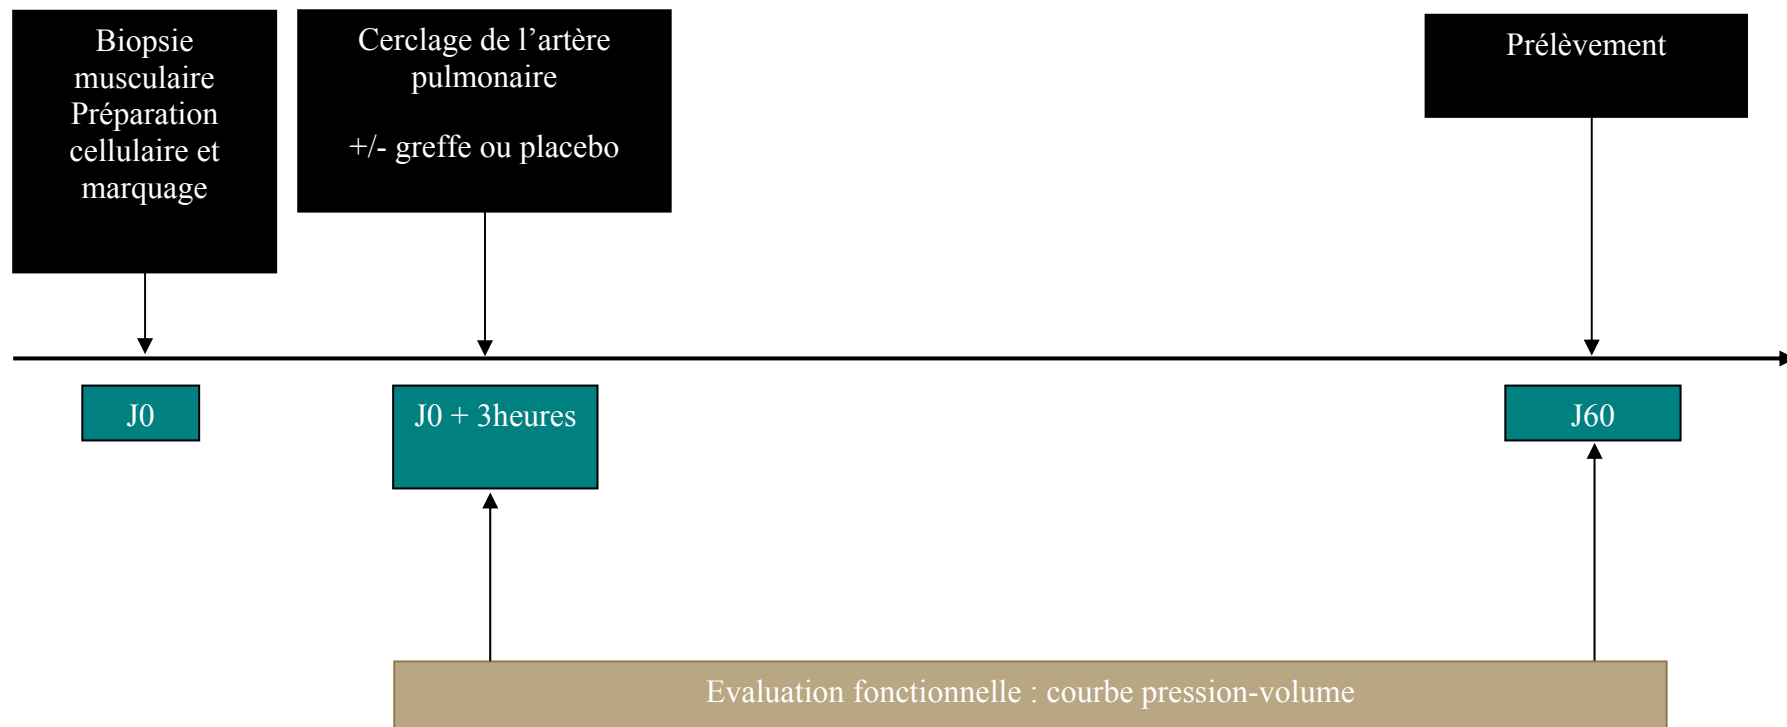 Biopsie
musculaire
Préparation
cellulaire et
marquage
Cerclage de l’artère
pulmonaire
+/- greffe ou placebo
Prélèvement
J0
J0 + 3heures
J60
Evaluation fonctionnelle : courbe pression-volume